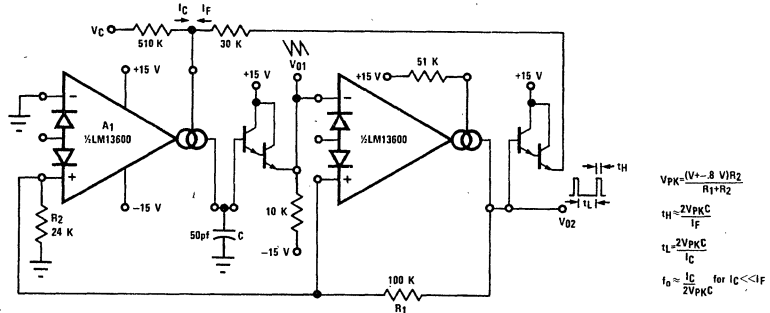 IC IF
VC
510 K
30 K
VO1
51 K
+15 V
+15 V
+15 V
+15 V
–
A1
½LM13600
+
–15 V
R2
24 K
50pf
C
10 K
–15 V
–
½LM13600
+
100 K
R1
VO2
tH
tL
VPK=(V+-.8 V)R2/R1+R2
tH≈2VPKC/IF
tL=2VPKC/IC
fo≈IC/2VPKC for IC<<IF